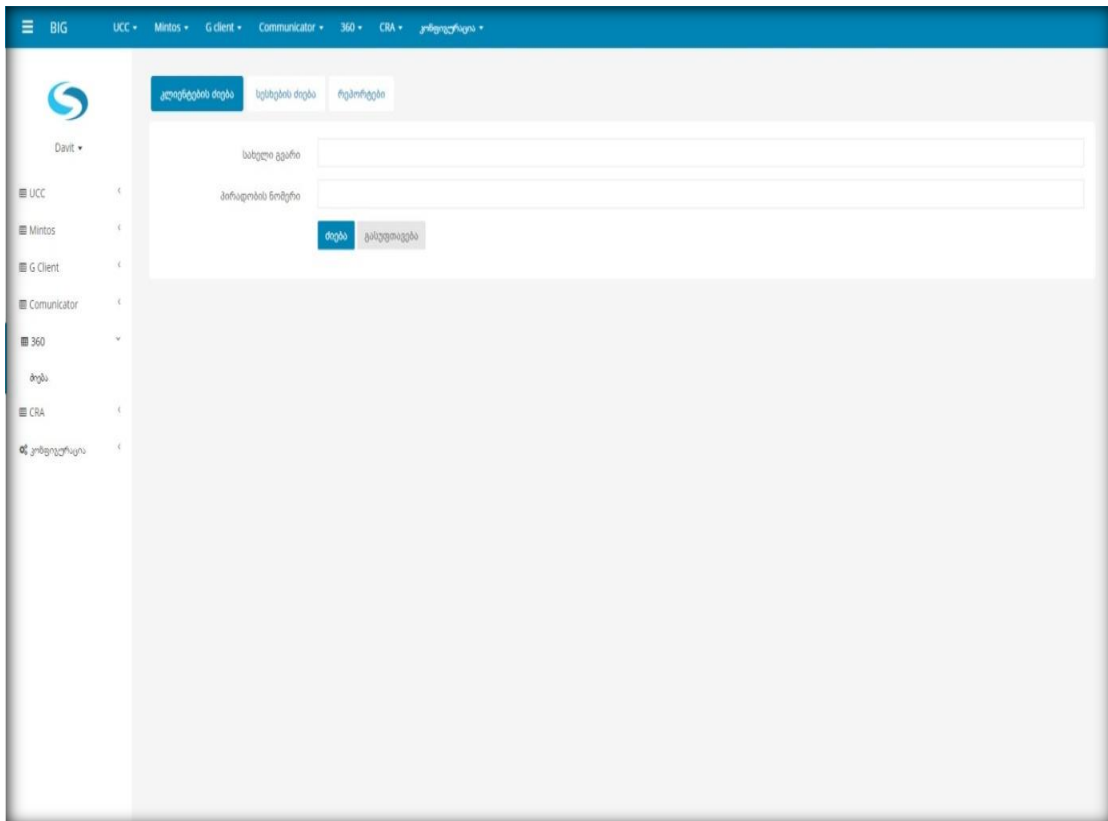 BIG UCC Mintos G client Communicator 360 CRA კონფიგურაცია
კლიენტების ძიება სესხების ძიება რეპორტები
Davit
სახელი გვარი
პირადობის ნომერი
ძიება გასუფთავება
UCC
Mintos
G Client
Comunicator
360
ძიება
CRA
კონფიგურაცია